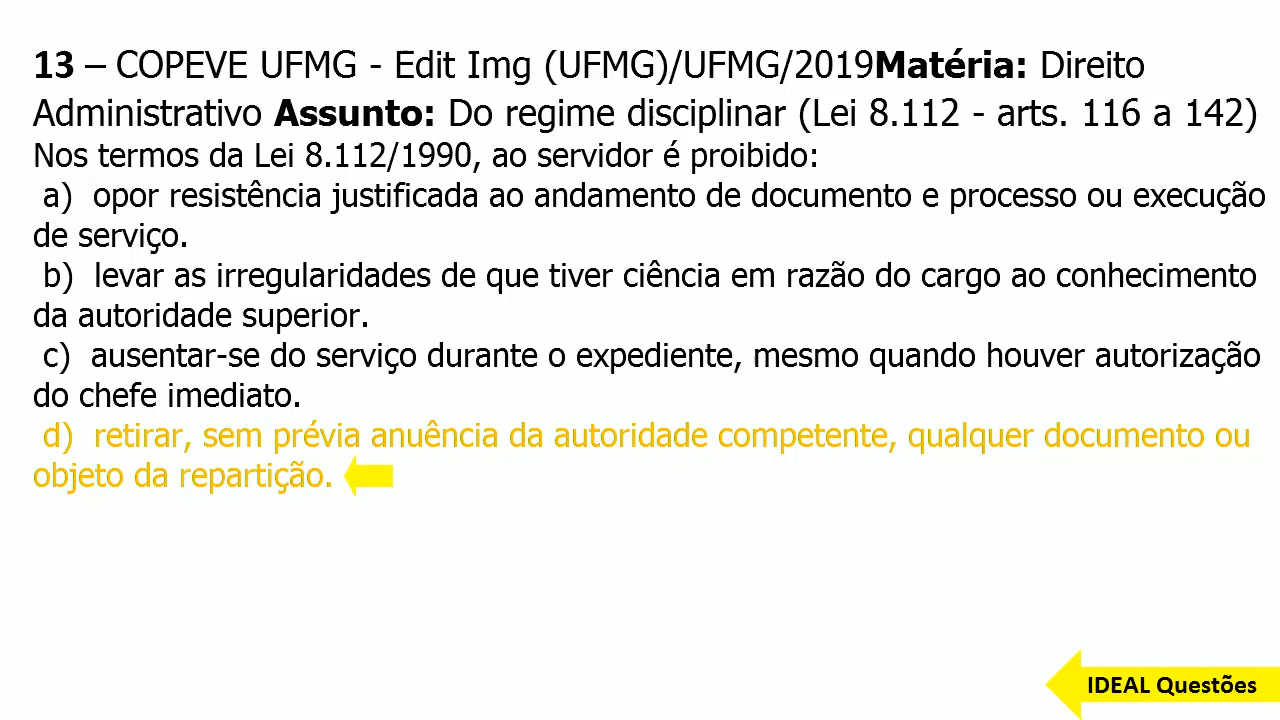 13 – COPEVE UFMG - Edit Img (UFMG)/UFMG/2019Matéria: Direito
Administrativo Assunto: Do regime disciplinar (Lei 8.112 - arts. 116 a 142)
Nos termos da Lei 8.112/1990, ao servidor é proibido:
a) opor resistência justificada ao andamento de documento e processo ou execução
de serviço.
b) levar as irregularidades de que tiver ciência em razão do cargo ao conhecimento
da autoridade superior.
c) ausentar-se do serviço durante o expediente, mesmo quando houver autorização
do chefe imediato.
d) retirar, sem prévia anuência da autoridade competente, qualquer documento ou
objeto da repartição.
IDEAL Questões